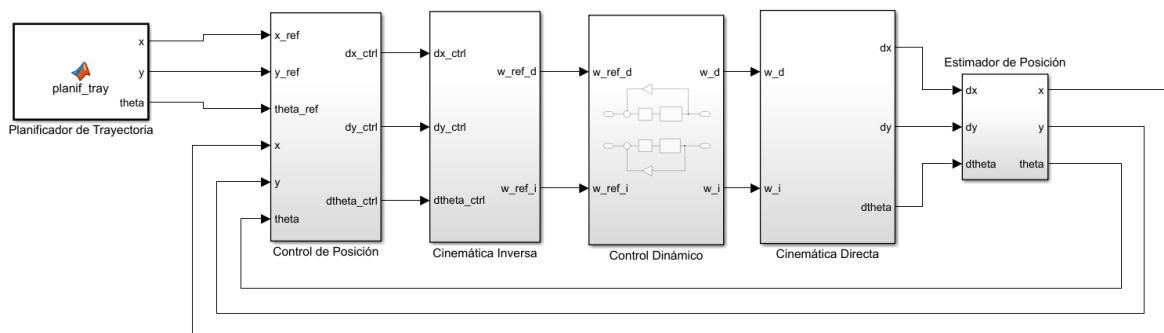 x
y
theta
planif_tray
Planificador de Trayectoria
x_ref
y_ref
theta_ref
x
y
theta
dx_ctrl
dy_ctrl
dtheta_ctrl
Control de Posición
dx_ctrl
dy_ctrl
dtheta_ctrl
w_ref_d
w_ref_i
Cinemática Inversa
w_ref_d
w_ref_i
w_d
w_i
Control Dinámico
w_d
w_i
dx
dy
dtheta
Cinemática Directa
Estimador de Posición
dx
dy
dtheta
x
y
theta